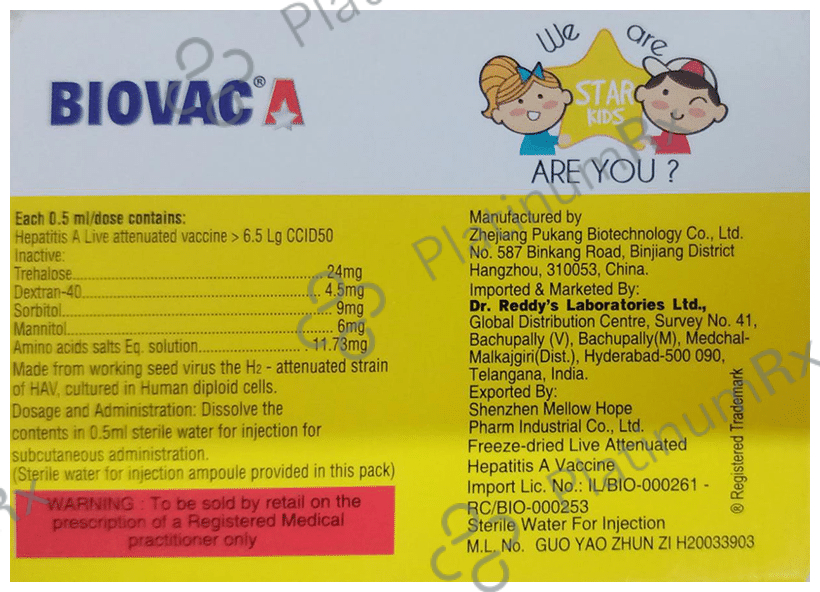 BIOVAC® A
We are
STAR
KIDS
ARE YOU ?
Each 0.5 ml/dose contains:
Hepatitis A Live attenuated vaccine > 6.5 Lg CCID50
Inactive:
Trehalose............24mg
Dextran-40............4.5mg
Sorbitol............9mg
Mannitol............6mg
Amino acids salts Eq. solution............11.73mg
Made from working seed virus the H2 - attenuated strain
of HAV, cultured in Human diploid cells.
Dosage and Administration: Dissolve the
contents in 0.5ml sterile water for injection for
subcutaneous administration.
(Sterile water for injection ampoule provided in this pack)
WARNING : To be sold by retail on the
prescription of a Registered Medical
practitioner only
Manufactured by
Zhejiang Pukang Biotechnology Co., Ltd.
No. 587 Binkang Road, Binjiang District
Hangzhou, 310053, China.
Imported & Marketed By:
Dr. Reddy's Laboratories Ltd.,
Global Distribution Centre, Survey No. 41,
Bachupally (V), Bachupally(M), Medchal-
Malkajgiri(Dist.), Hyderabad-500 090,
Telangana, India.
Exported By:
Shenzhen Mellow Hope
Pharm Industrial Co., Ltd.
Freeze-dried Live Attenuated
Hepatitis A Vaccine
Import Lic. No.: IL/BIO-000261 -
RC/BIO-000253
Sterile Water For Injection
M.L. No. GUO YAO ZHUN ZI H20033903
® Registered Trademark
PlatinumRx
PlatinumRx